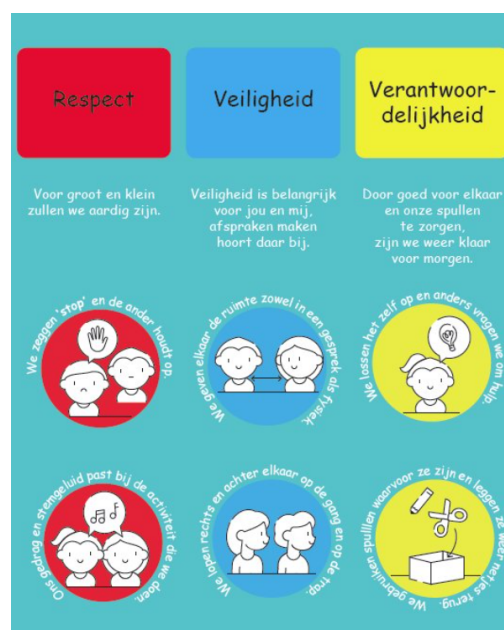 Respect
Veiligheid
Verantwoor-
delijkheid
Voor groot en klein
zullen we aardig zijn.
Veiligheid is belangrijk
voor jou en mij,
afspraken maken
hoort daar bij.
Door goed voor elkaar
en onze spullen
te zorgen,
zijn we weer klaar
voor morgen.
We zeggen 'stop' en de ander houdt op.
We geven elkaar de ruimte zowel in een gesprek als fysiek.
We lossen het zelf op en anders vragen we om hulp.
Ons gedrag en stemgeluid past bij de activiteit die we doen.
We lopen rechts en achter elkaar op de gang en op de trap.
We gebruiken spulllen waarvoor ze zijn en leggen ze weer netjes terug.